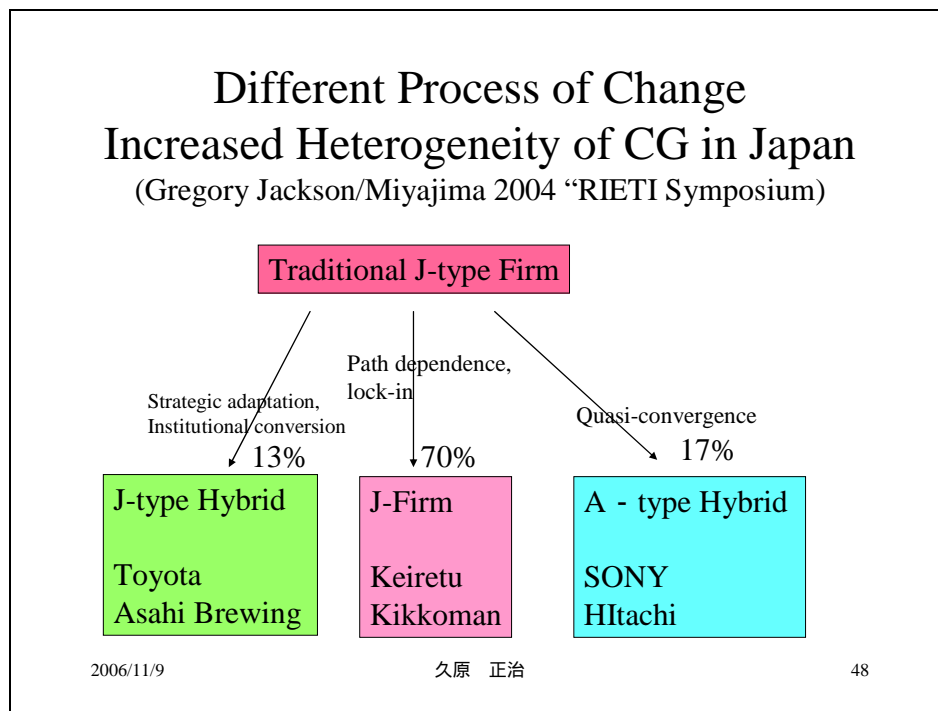 Different Process of Change
Increased Heterogeneity of CG in Japan
(Gregory Jackson/Miyajima 2004 “RIETI Symposium)
Traditional J-type Firm
Path dependence,
lock-in
Strategic adaptation,
Institutional conversion
Quasi-convergence
13%
70%
17%
J-type Hybrid
Toyota
Asahi Brewing
J-Firm
Keiretu
Kikkoman
A - type Hybrid
SONY
HItachi
2006/11/9
久原　正治
48